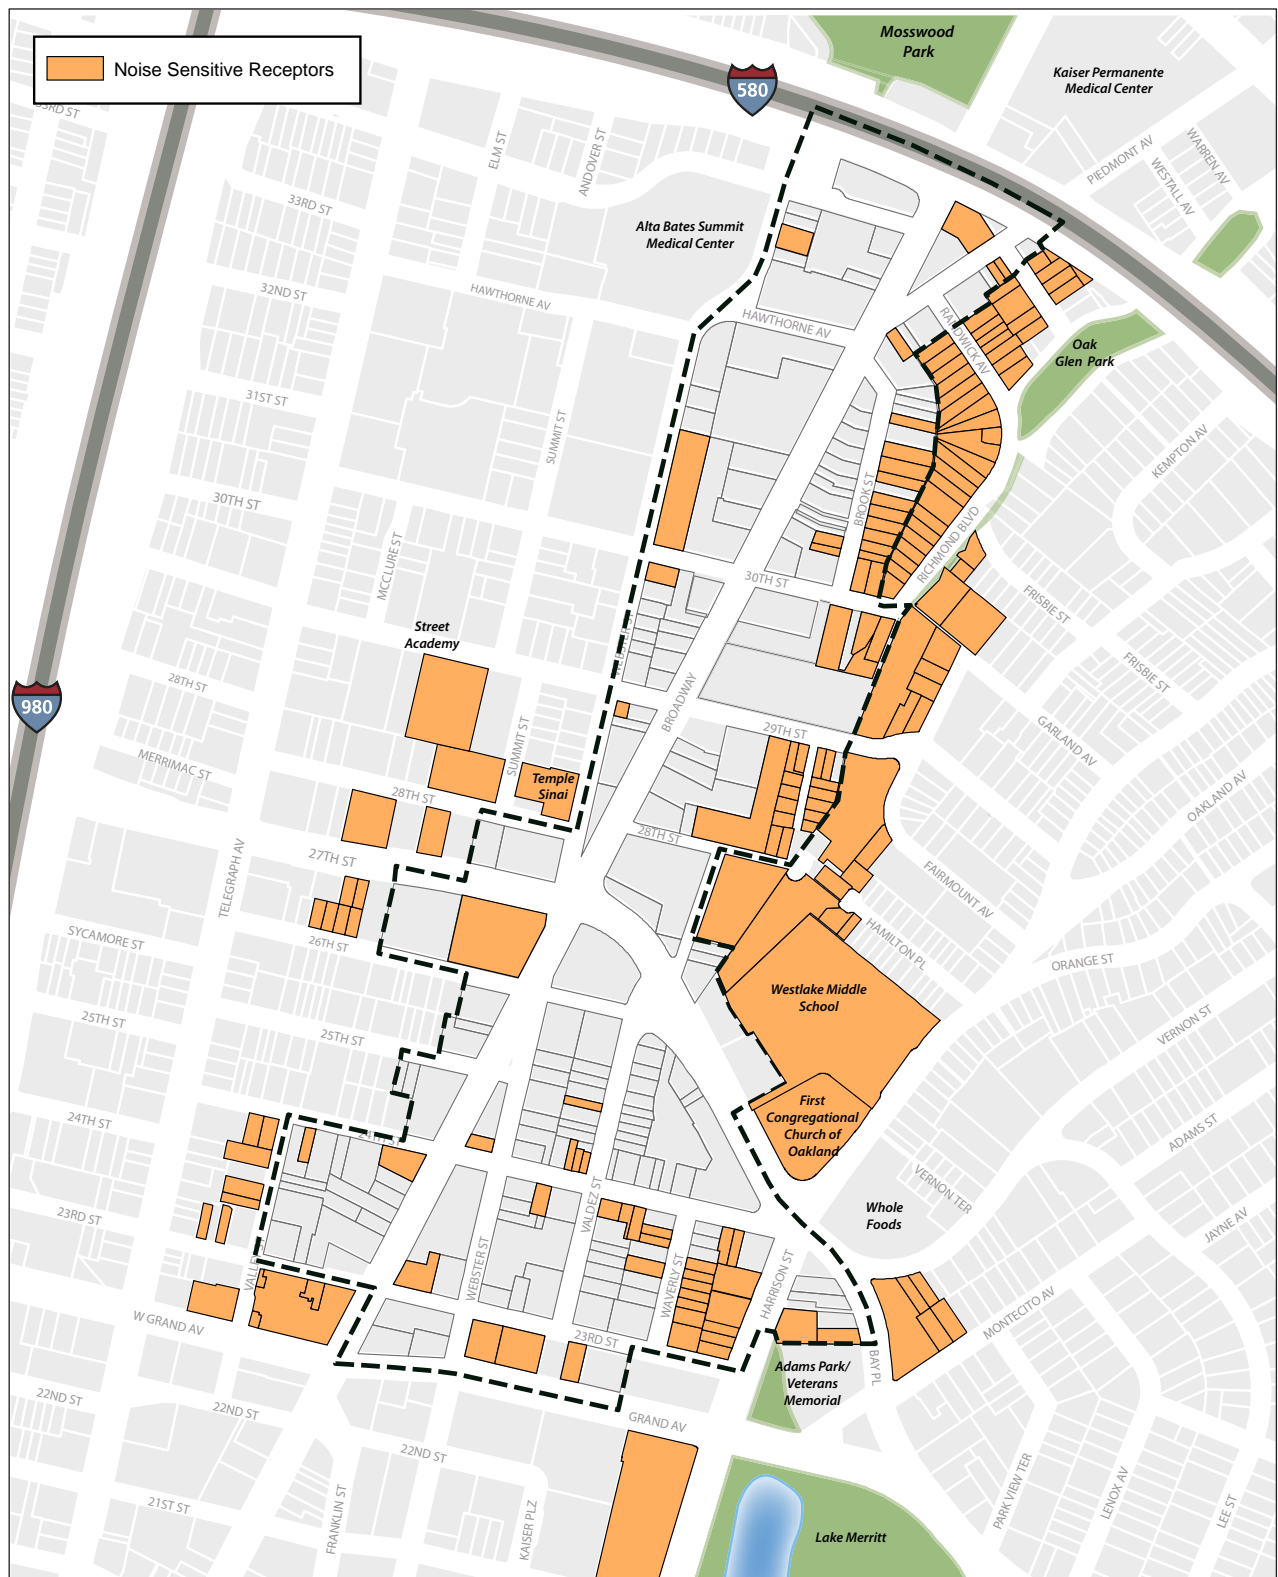 Noise Sensitive Receptors
Mosswood
Park
580
Kaiser Permanente
Medical Center
33RD ST
ELM ST
ANDOVER ST
PIEDMONT AV
WARREN AV
WESTALL AV
33RD ST
Alta Bates Summit
Medical Center
32ND ST
HAWTHORNE AV
HAWTHORNE AV
RANDWICK AV
Oak
Glen Park
31ST ST
SUMMIT ST
KEMPTON AV
30TH ST
BROOK ST
MCCLURE ST
RICHMOND BLVD
30TH ST
FRISBIE ST
Street
Academy
WEBSTER ST
FRISBIE ST
28TH ST
980
BROADWAY
29TH ST
GARLAND AV
SUMMIT ST
MERRIMAC ST
Temple
Sinai
28TH ST
OAKLAND AV
28TH ST
27TH ST
TELEGRAPH AV
FAIRMOUNT AV
SYCAMORE ST
26TH ST
HAMILTON PL
ORANGE ST
Westlake Middle
School
25TH ST
25TH ST
VERNON ST
24TH ST
24TH ST
First
Congregational
Church of
Oakland
ADAMS ST
VERNON TER
23RD ST
VALDEZ ST
Whole
Foods
JAYNE AV
VALLEY ST
WEBSTER ST
WAVERLY ST
HARRISON ST
MONTECITO AV
W GRAND AV
23RD ST
BAY PL
Adams Park/
Veterans
Memorial
22ND ST
22ND ST
GRAND AV
22ND ST
21ST ST
FRANKLIN ST
KAISER PLZ
PARK VIEW TER
LENOX AV
LEE ST
Lake Merritt